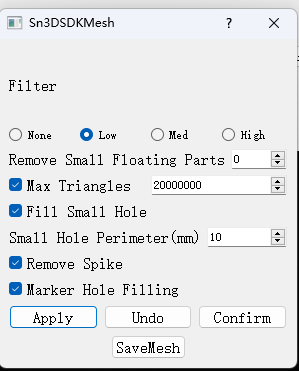 Sn3DSDKMesh
Filter
None Low Med High
Remove Small Floating Parts 0
Max Triangles 20000000
Fill Small Hole
Small Hole Perimeter(mm) 10
Remove Spike
Marker Hole Filling
Apply Undo Confirm
SaveMesh